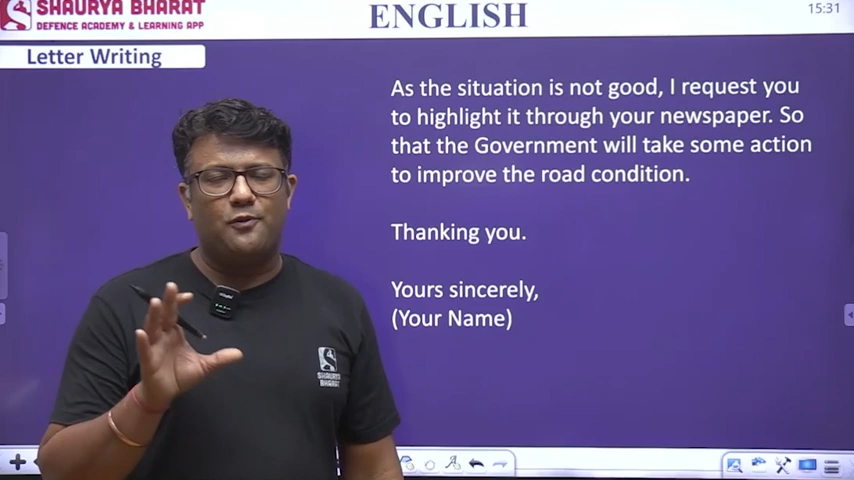 SHAURYA BHARAT
DEFENCE ACADEMY & LEARNING APP
ENGLISH
15:31
Letter Writing
As the situation is not good, I request you
to highlight it through your newspaper. So
that the Government will take some action
to improve the road condition.
Thanking you.
Yours sincerely,
(Your Name)
SHAURYA
BHARAT